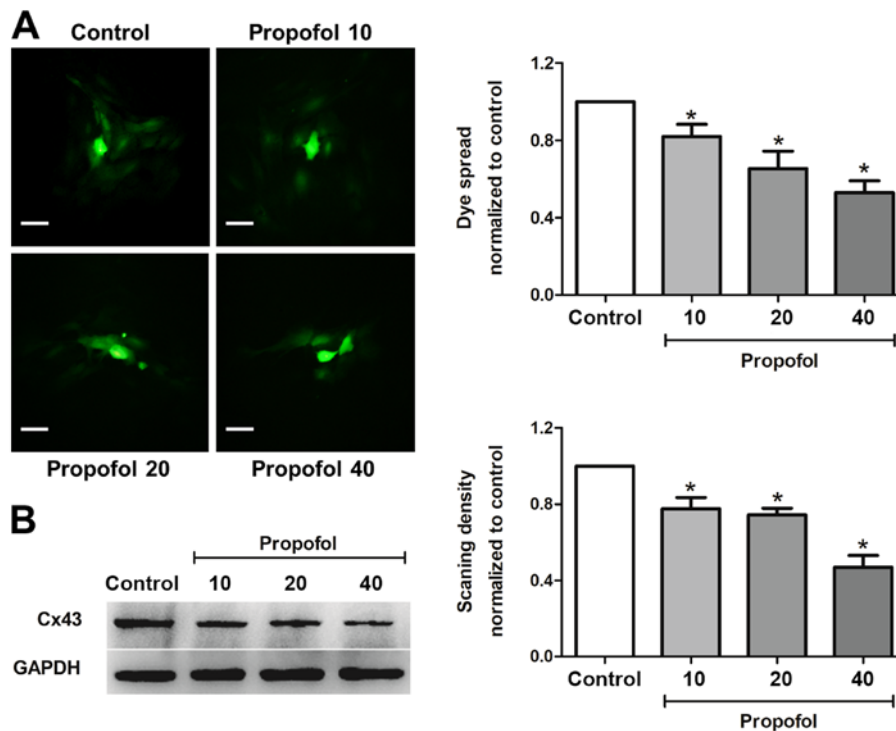 A
Control
Propofol 10
Propofol 20
Propofol 40
Dye spread
normalized to control
1.2
0.8
0.4
0.0
*
*
*
Control
10
20
40
Propofol
B
Propofol
Control
10
20
40
Cx43
GAPDH
Scaning density
normalized to control
1.2
0.8
0.4
0.0
*
*
*
Control
10
20
40
Propofol